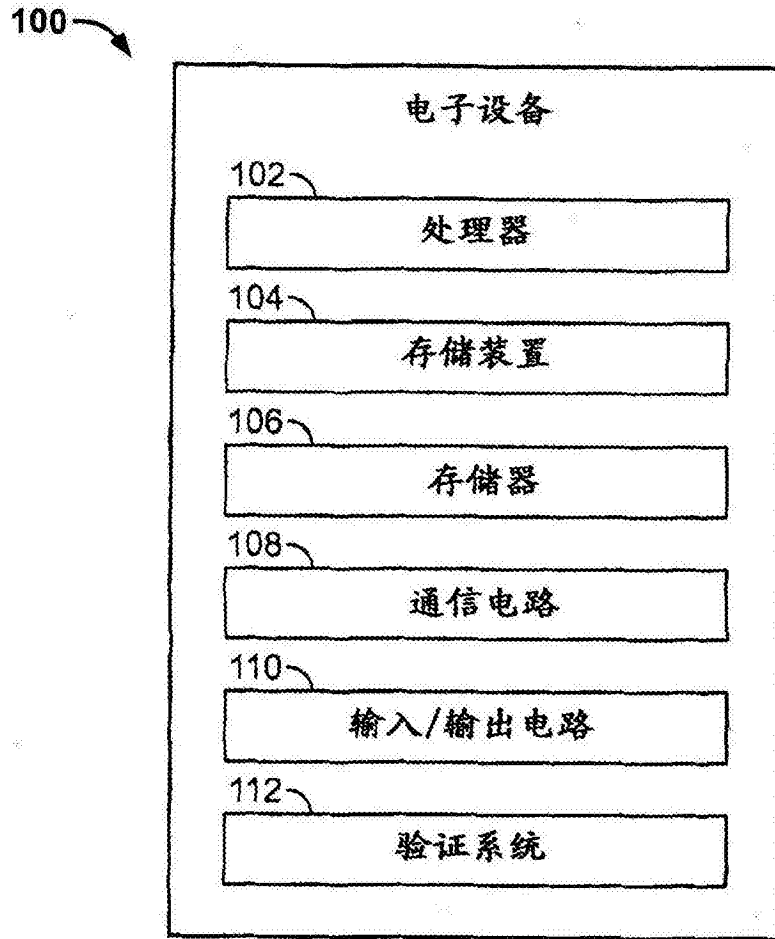 100
电子设备
102
处理器
104
存储装置
106
存储器
108
通信电路
110
输入/输出电路
112
验证系统